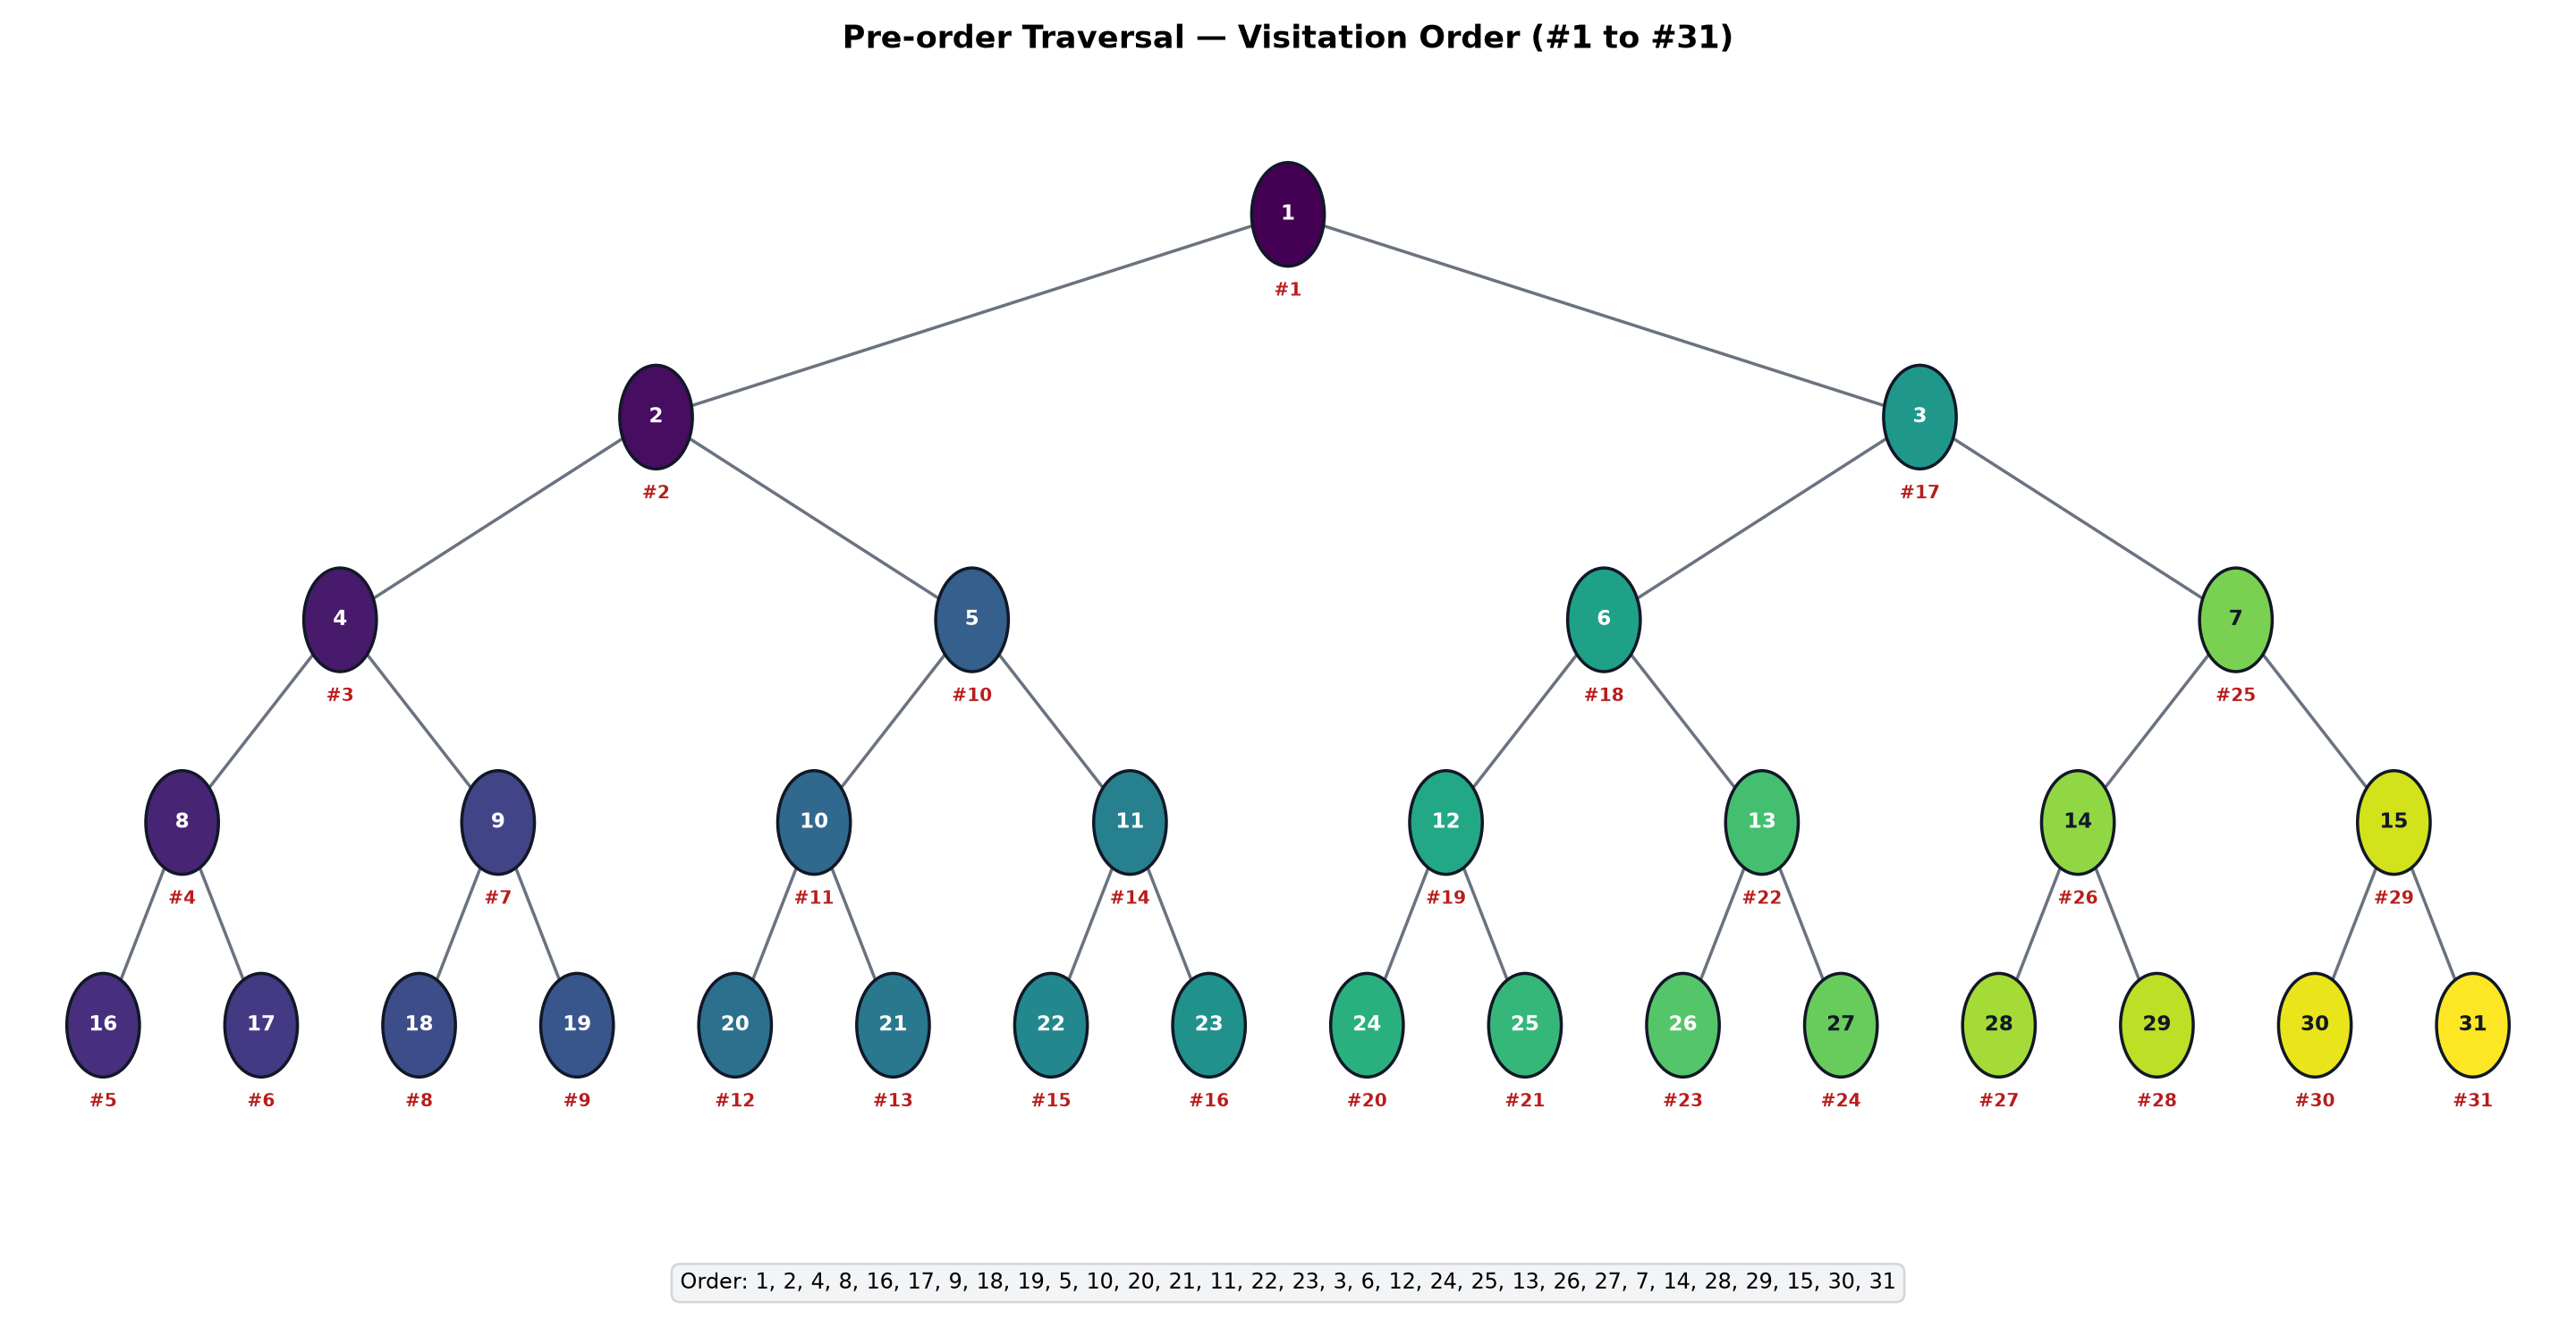 Pre-order Traversal — Visitation Order (#1 to #31)
1
#1
2 3
#2 #17
4 5 6 7
#3 #10 #18 #25
8 9 10 11 12 13 14 15
#4 #7 #11 #14 #19 #22 #26 #29
16 17 18 19 20 21 22 23 24 25 26 27 28 29 30 31
#5 #6 #8 #9 #12 #13 #15 #16 #20 #21 #23 #24 #27 #28 #30 #31
Order: 1, 2, 4, 8, 16, 17, 9, 18, 19, 5, 10, 20, 21, 11, 22, 23, 3, 6, 12, 24, 25, 13, 26, 27, 7, 14, 28, 29, 15, 30, 31